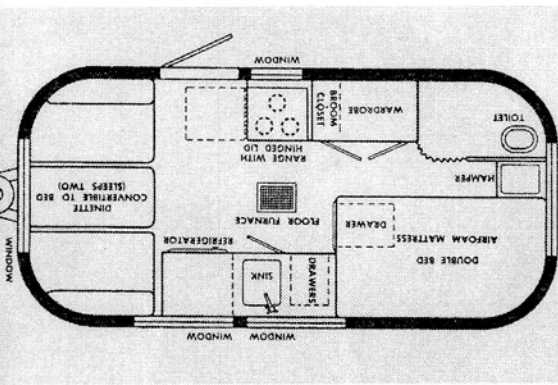 WINDOW
WINDOW
DOUBLE BED
AIRFOAM MATTRESS
DRAWER
DRAWERS
SINK
REFRIGERATOR
FLOOR FURNACE
WINDOW
DINETTE
CONVERTIBLE TO BED
(SLEEPS TWO)
HAMPER
TOILET
WARDROBE
BROOM
CLOSET
RANGE WITH
HINGED LID
WINDOW